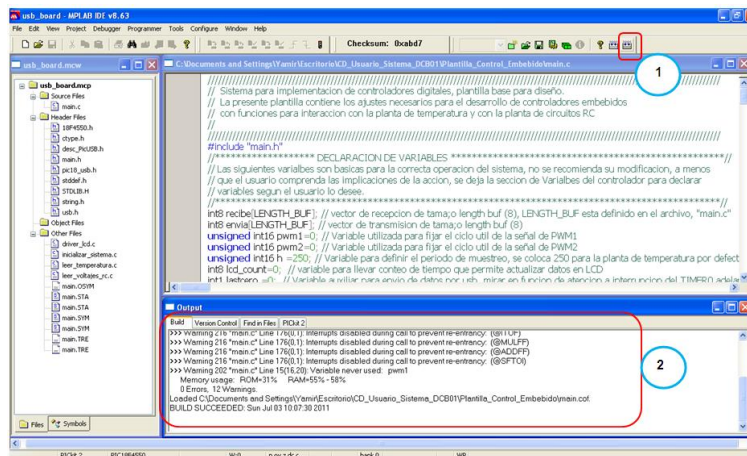 usb_board - MPLAB IDE v8.63
File Edit View Project Debugger Programmer Tools Configure Window Help
Checksum: 0xabd7
1
usb_board.mcw
usb_board.mcp
Source Files
main.c
Header Files
18F4550.h
ctype.h
desc_PicUSB.h
main.h
pic18_usb.h
stddef.h
STDLIB.H
string.h
usb.h
Object Files
Other Files
driver_lcd.c
inicializar_sistema.c
leer_temperatura.c
leer_voltajes_rc.c
main.OSYM
main.STA
main.STA
main.SYM
main.SYM
main.TRE
main.TRE
Files Symbols
C:\Documents and Settings\Yamir\Escritorio\CD_Usuario_Sistema_DCB01\Plantilla_Control_Embebido\main.c
// Sistema para implementacion de controladores digitales, plantilla base para diseño.
// La presente plantilla contiene los ajustes necesarios para el desarrollo de controladores embebidos
// con funciones para interaccion con la planta de temperatura y con la planta de circuitos RC
//
#include "main.h"
//******************** DECLARACION DE VARIABLES ********************************************//
// Las siguientes varialbes son basicas para la correcta operacion del sistema, no se recomienda su modificacion, a menos
// que el usuario comprenda las implicaciones de la accion, se deja la seccion de Varialbes del controlador para declarar
// variables segun el usuario lo desee.
int8 recibe[LENGTH_BUF]; // vector de recepcion de tama;o length buf (8), LENGTH_BUF esta definido en el archivo, "main.c"
int8 envia[LENGTH_BUF]; // vector de transmision de tama;o length buf (8)
unsigned int16 pwm1=0; // Variable utilizada para fijar el ciclo util de la señal de PWM1
unsigned int16 pwm2=0; // Variable utilizada para fijar el ciclo util de la señal de PWM2
unsigned int16 h =250; // Variable para definir el periodo de muestreo, se coloca 250 para la planta de temperatura por defect
int8 lcd_count=0; // variable para llevar conteo de tiempo que permite actualizar datos en LCD
Output
Build Version Control Find in Files PICkit 2
>>> Warning 216 "main.c" Line 176(0,1): Interrupts disabled during call to prevent re-entrancy: (@ITOF)
>>> Warning 216 "main.c" Line 176(0,1): Interrupts disabled during call to prevent re-entrancy: (@MULFF)
>>> Warning 216 "main.c" Line 176(0,1): Interrupts disabled during call to prevent re-entrancy: (@ADDFF)
>>> Warning 216 "main.c" Line 176(0,1): Interrupts disabled during call to prevent re-entrancy: (@SFTOI)
>>> Warning 202 "main.c" Line 15(16,20): Variable never used: pwm1
Memory usage: ROM=31% RAM=55% - 58%
0 Errors, 12 Warnings.
Loaded C:\Documents and Settings\Yamir\Escritorio\CD_Usuario_Sistema_DCB01\Plantilla_Control_Embebido\main.cof.
BUILD SUCCEEDED: Sun Jul 03 10:07:30 2011
2
PICkit 2 PIC18F4550 W:0 bank 0 WR